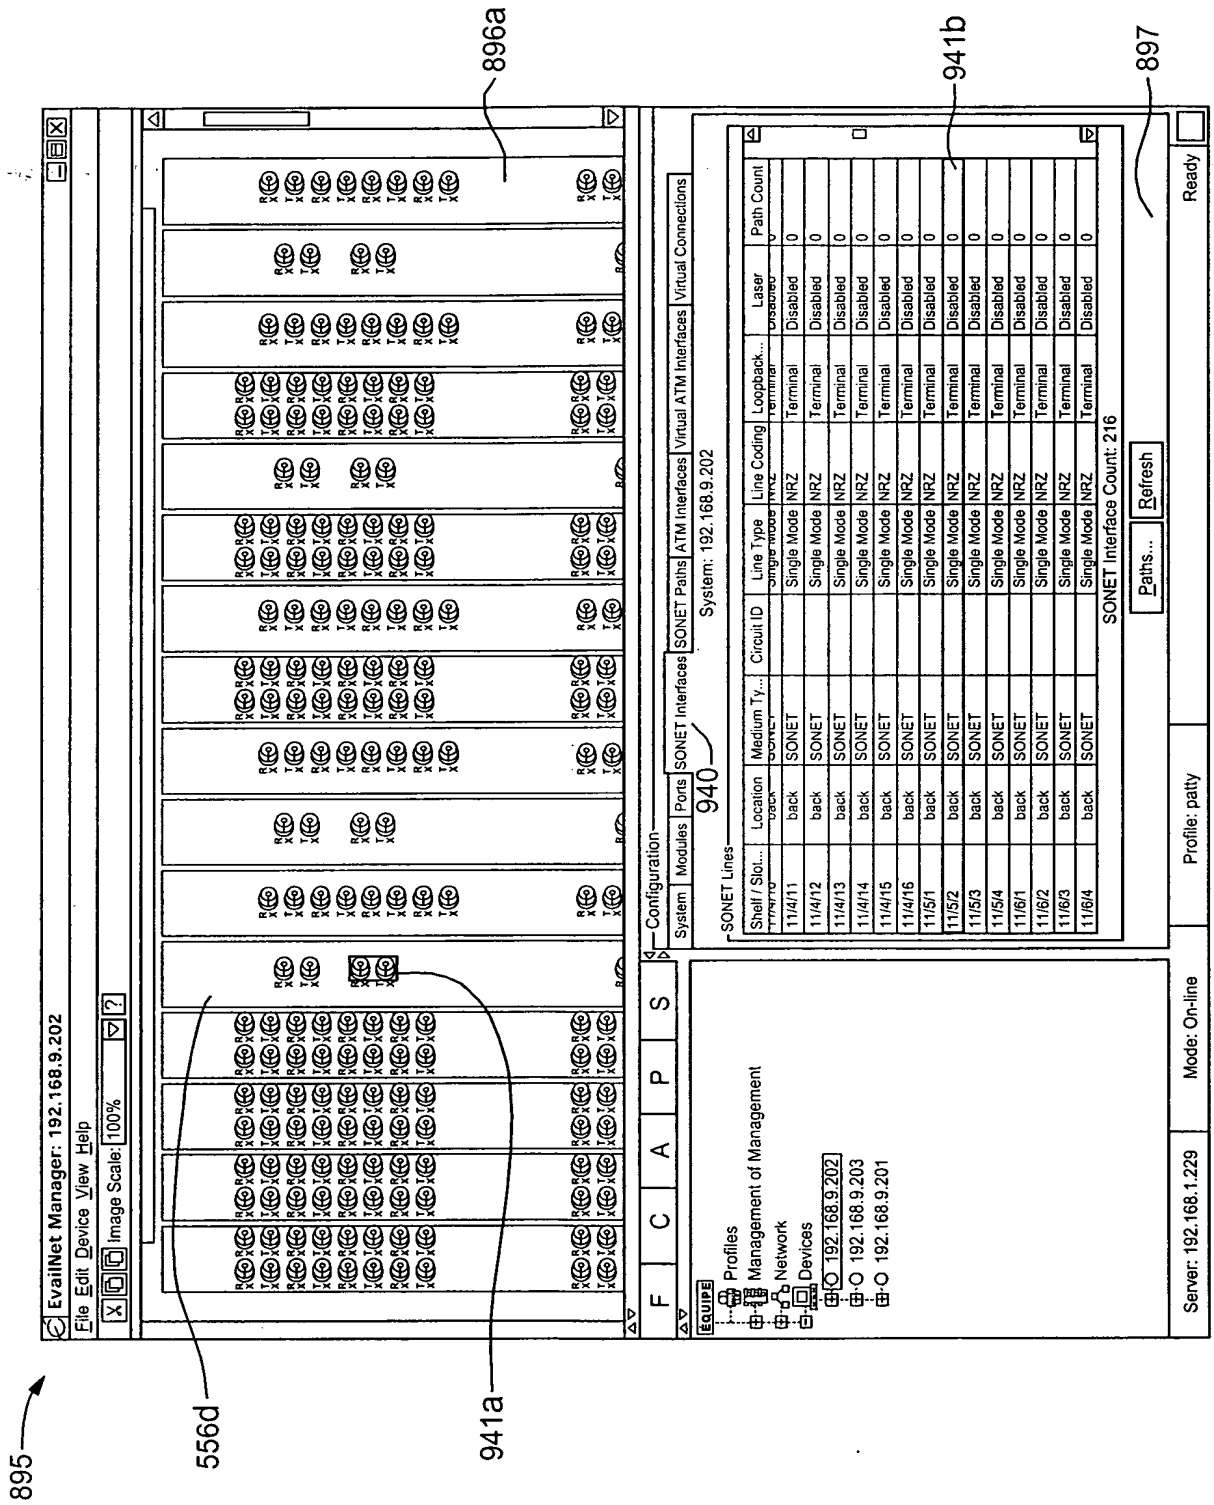 895
EvailNet Manager: 192.168.9.202
File Edit Device View Help
Image Scale: 100%
?
896a
556d
941a
F C A P S
EQUIPE
Profiles
Management of Management
Network
Devices
192.168.9.202
192.168.9.203
192.168.9.201
Configuration
System Modules Ports SONET Interfaces SONET Paths ATM Interfaces Virtual ATM Interfaces Virtual Connections
940
System: 192.168.9.202
SONET Lines
Shelf / Slot... Location Medium Ty... Circuit ID Line Type Line Coding Loopback... Laser Path Count
11/4/10 back SONET Single Mode NRZ Terminal Disabled 0
11/4/11 back SONET Single Mode NRZ Terminal Disabled 0
11/4/12 back SONET Single Mode NRZ Terminal Disabled 0
11/4/13 back SONET Single Mode NRZ Terminal Disabled 0
11/4/14 back SONET Single Mode NRZ Terminal Disabled 0
11/4/15 back SONET Single Mode NRZ Terminal Disabled 0
11/4/16 back SONET Single Mode NRZ Terminal Disabled 0
11/5/1 back SONET Single Mode NRZ Terminal Disabled 0
11/5/2 back SONET Single Mode NRZ Terminal Disabled 0
11/5/3 back SONET Single Mode NRZ Terminal Disabled 0
11/5/4 back SONET Single Mode NRZ Terminal Disabled 0
11/6/1 back SONET Single Mode NRZ Terminal Disabled 0
11/6/2 back SONET Single Mode NRZ Terminal Disabled 0
11/6/3 back SONET Single Mode NRZ Terminal Disabled 0
11/6/4 back SONET Single Mode NRZ Terminal Disabled 0
941b
SONET Interface Count: 216
Paths... Refresh
897
Server: 192.168.1.229 Mode: On-line Profile: patty Ready